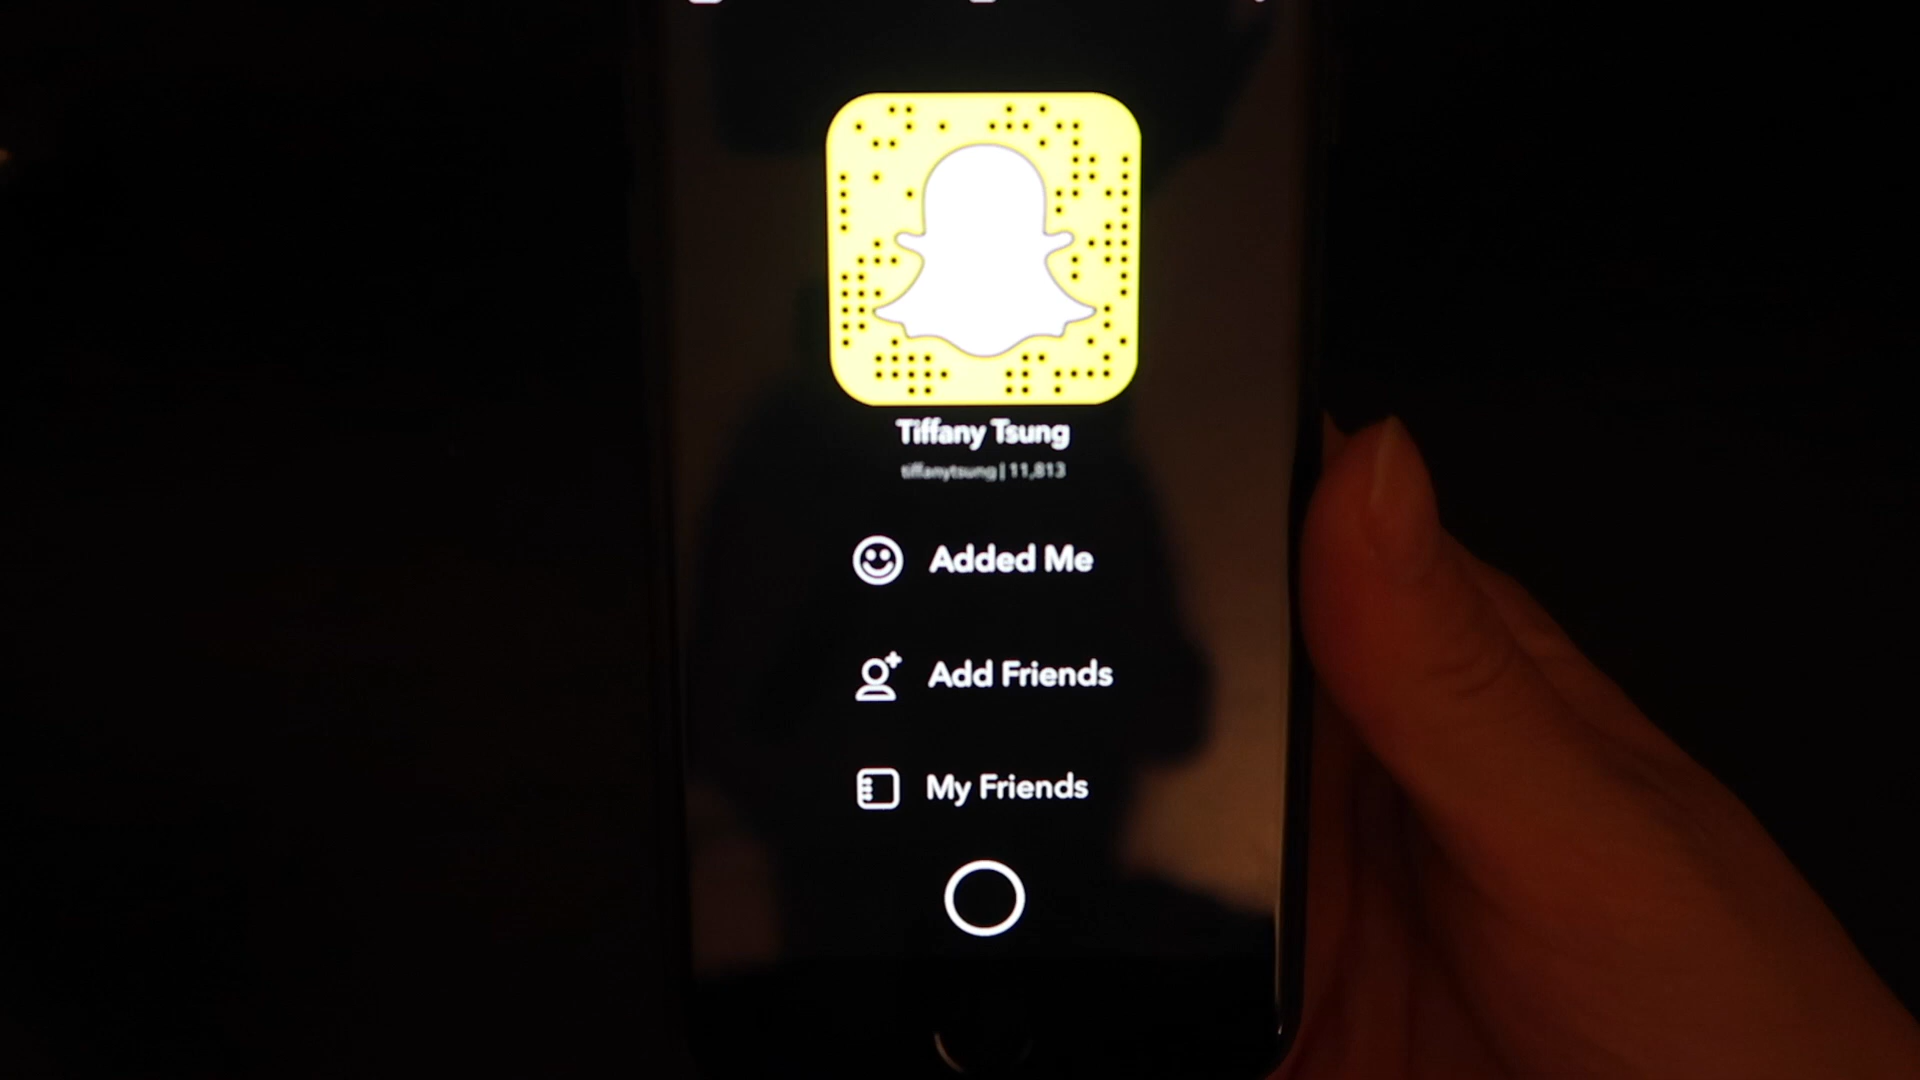 Tiffany Tsung
tiffanytsung | 11,813
Added Me
Add Friends
My Friends